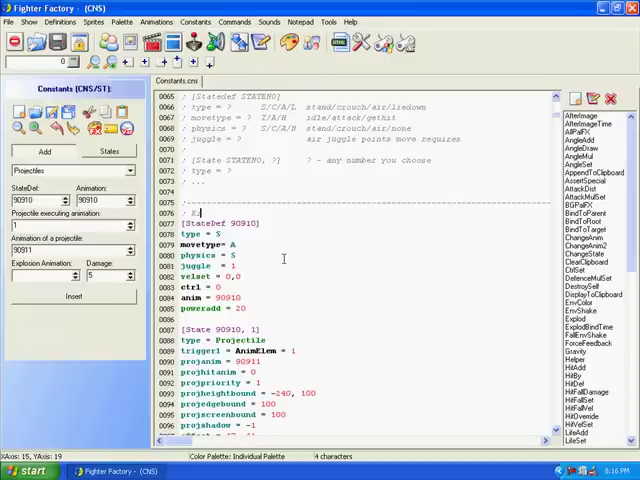 Fighter Factory - (CNS)
File Settings Sprites Palette Animations Constants Commands Sounds Notepad Tools Help
0
Constants (CNS/ST):
Add States
Projectiles
StateDef: Animation:
90910 90910
Projectile executing animation:
1
Animation of a projectile:
90911
Explosion Animation: Damage:
5
Insert
Constants.cns
0065 ; [Statedef STATENO]
0066 ; type = ? S/C/A/L stand/crouch/air/liedown
0067 ; movetype = ? I/A/H idle/attack/gethit
0068 ; physics = ? S/C/A/N stand/crouch/air/none
0069 ; juggle = ? air juggle points move requires
0070 ;
0071 ; [State STATENO, ?] ? - any number you choose
0072 ; type = ?
0073 ; ...
0074
0075 ;---------------------------------------------------------------------------
0076
0077 [StateDef 90910]
0078 type = S
0079 movetype= A
0080 physics = S
0081 juggle = 1
0082 velset = 0,0
0083 ctrl = 0
0084 anim = 90910
0085 poweradd = 20
0086
0087 [State 90910, 1]
0088 type = Projectile
0089 trigger1 = AnimElem = 1
0090 projanim = 90911
0091 projhitanim = 0
0092 projpriority = 1
0093 projheightbound = -240, 100
0094 projedgebound = 100
0095 projscreenbound = 100
0096 projshadow = -1
AfterImage
AfterImageTime
AllPalFX
AngleAdd
AngleDraw
AngleMul
AngleSet
AppendToClipboard
AssertSpecial
AttackDist
AttackMulSet
BGPalFX
BindToParent
BindToRoot
BindToTarget
ChangeAnim
ChangeAnim2
ChangeState
ClearClipboard
CtrlSet
DefenceMulSet
DestroySelf
DisplayToClipboard
EnvColor
EnvShake
Explod
ExplodBindTime
FallEnvShake
ForceFeedback
Gravity
Helper
HitAdd
HitBy
HitDef
HitFallDamage
HitFallSet
HitFallVel
HitOverride
HitVelSet
LifeAdd
LifeSet
XAxis: 15, YAxis: 19 Color Palette: Individual Palette 4 characters
start Fighter Factory - (CNS) 8:16 PM